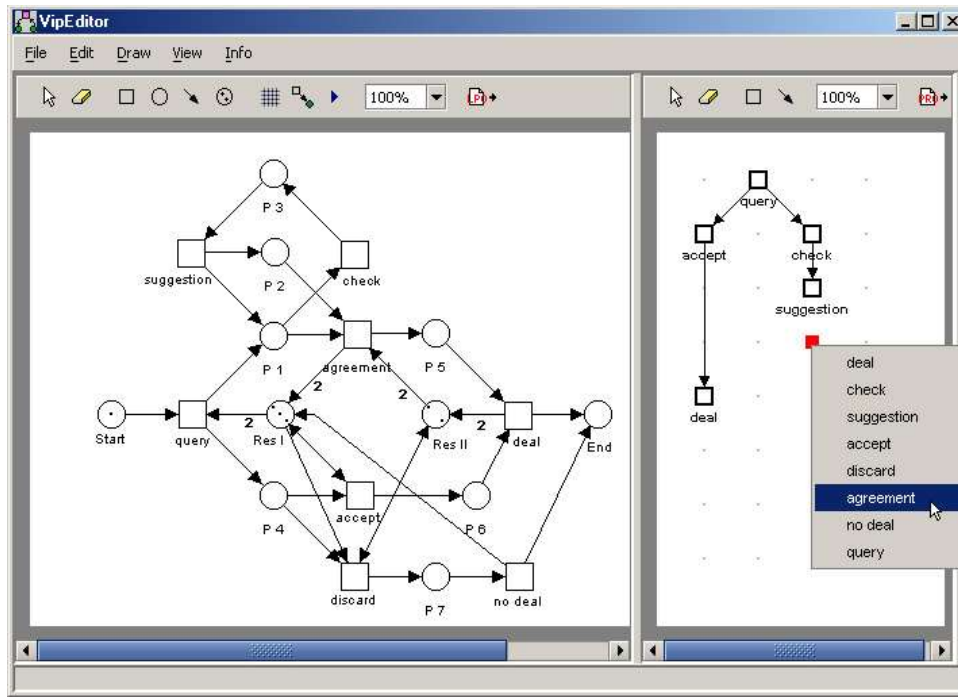 VipEditor
File Edit Draw View Info
100% LPO 100% PRO
P 3
suggestion P 2 check
P 1 agreement P 5
2 2
Start query 2 Res I Res II 2 deal End
P 4 accept P 6
discard P 7 no deal
query
accept check
suggestion
deal
deal
check
suggestion
accept
discard
agreement
no deal
query